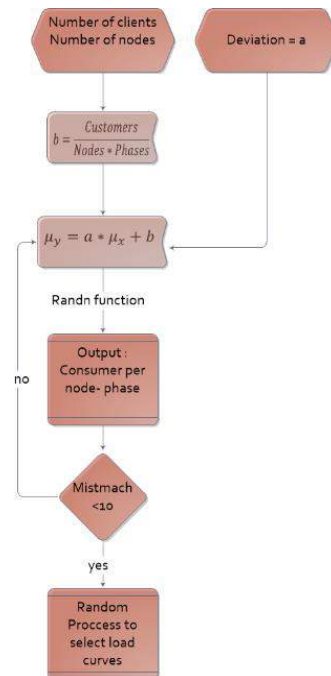 Number of clients
Number of nodes
Deviation = a
b = Customers / Nodes * Phases
μy = a * μx + b
Randn function
Output :
Consumer per
node- phase
no
Mistmach
<10
yes
Random
Proccess to
select load
curves